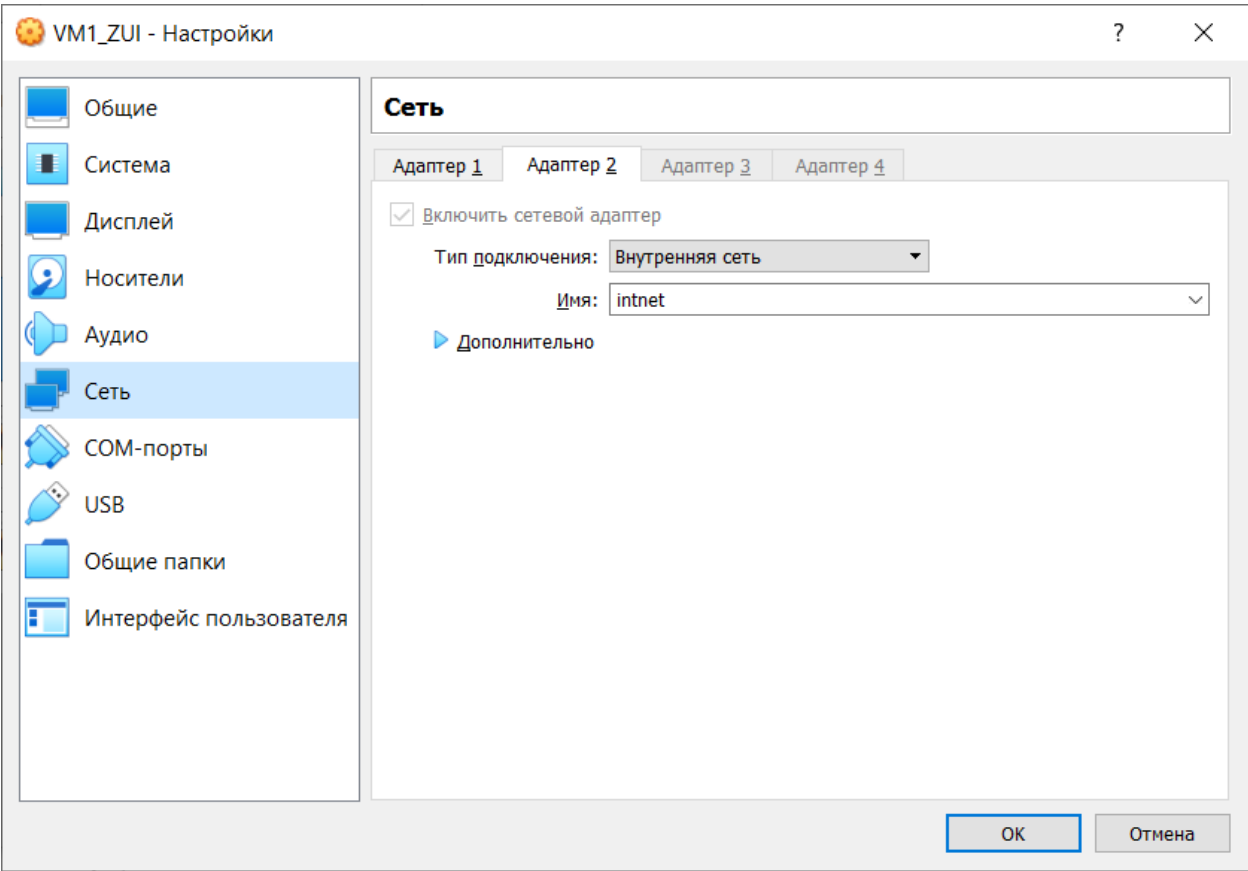 VM1_ZUI - Настройки
?
Общие
Система
Дисплей
Носители
Аудио
Сеть
COM-порты
USB
Общие папки
Интерфейс пользователя
Сеть
Адаптер 1 Адаптер 2 Адаптер 3 Адаптер 4
Включить сетевой адаптер
Тип подключения: Внутренняя сеть
Имя: intnet
Дополнительно
OK Отмена